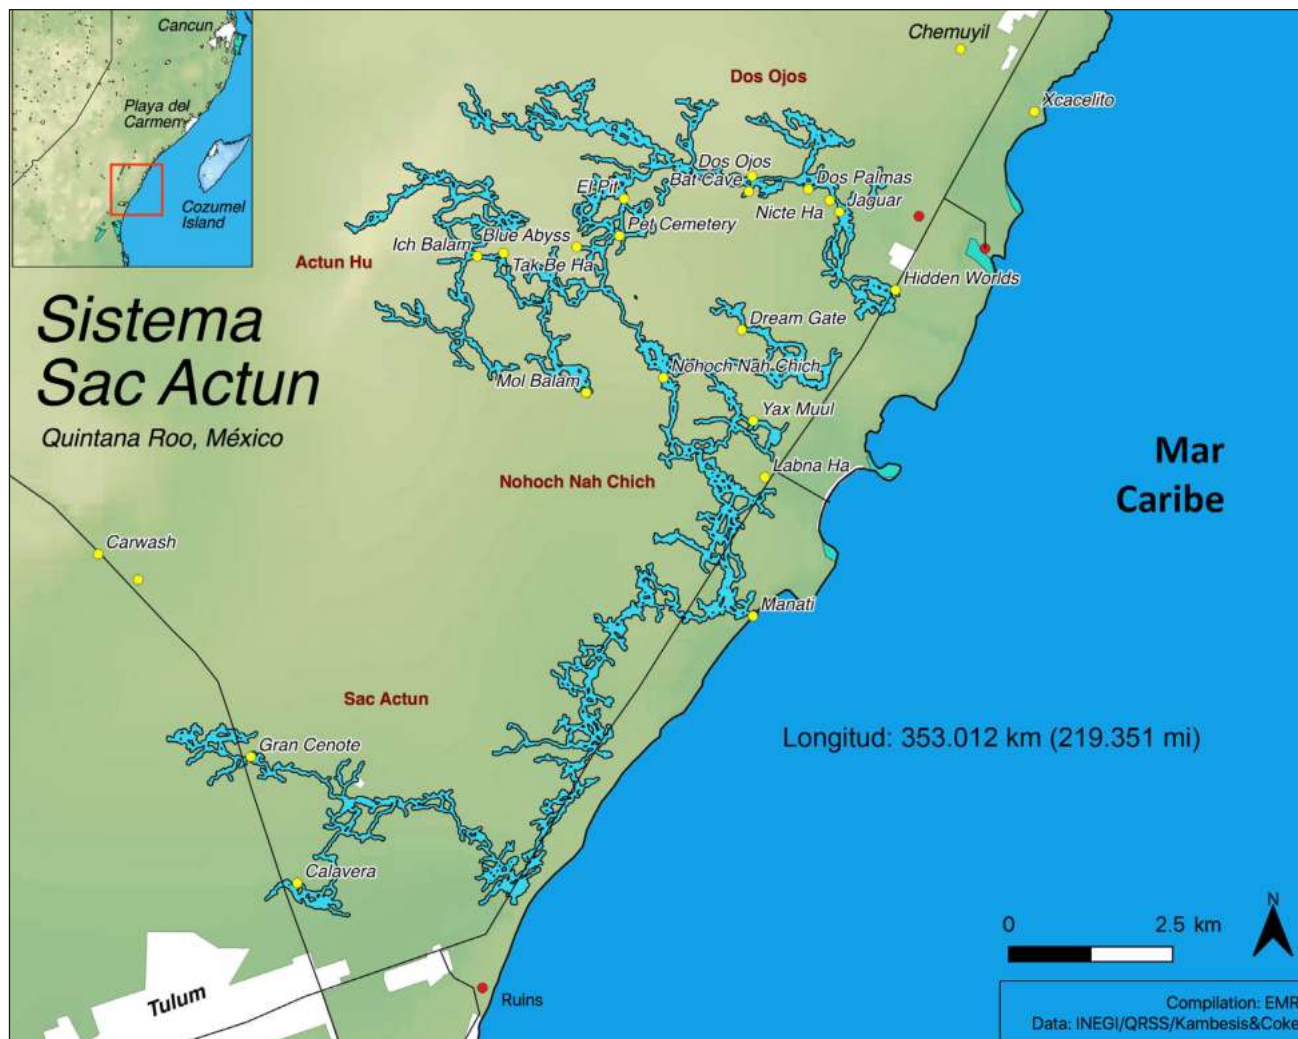 Cancun
Playa del
Carmen
Cozumel
Island
Chemuyil
Xcacelito
Dos Ojos
Dos Ojos
Bat Cave
Dos Palmas
El Pit
Nicte Ha
Jaguar
Pet Cemetery
Blue Abyss
Ich Balam
Tak Be Ha
Actun Hu
Hidden Worlds
Sistema
Sac Actun
Quintana Roo, México
Dream Gate
Nohoch Nah Chich
Mol Balam
Yax Muul
Mar
Caribe
Labna Ha
Nohoch Nah Chich
Carwash
Manati
Sac Actun
Longitud: 353.012 km (219.351 mi)
Gran Cenote
Calavera
N
0 2.5 km
Tulum
Ruins
Compilation: EMR
Data: INEGI/QRSS/Kambesis&Coke